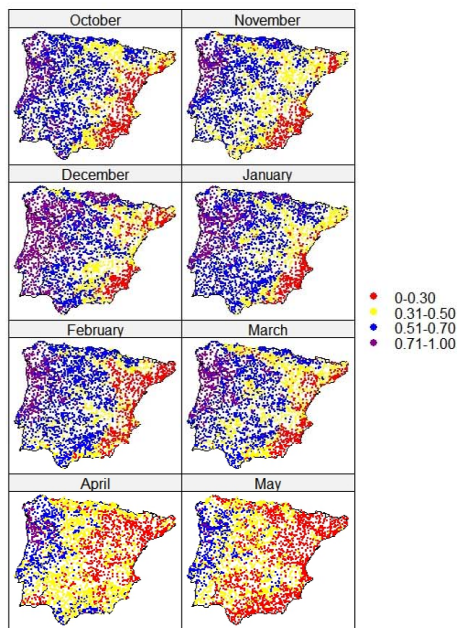 October
November
December
January
February
March
April
May
0-0.30
0.31-0.50
0.51-0.70
0.71-1.00